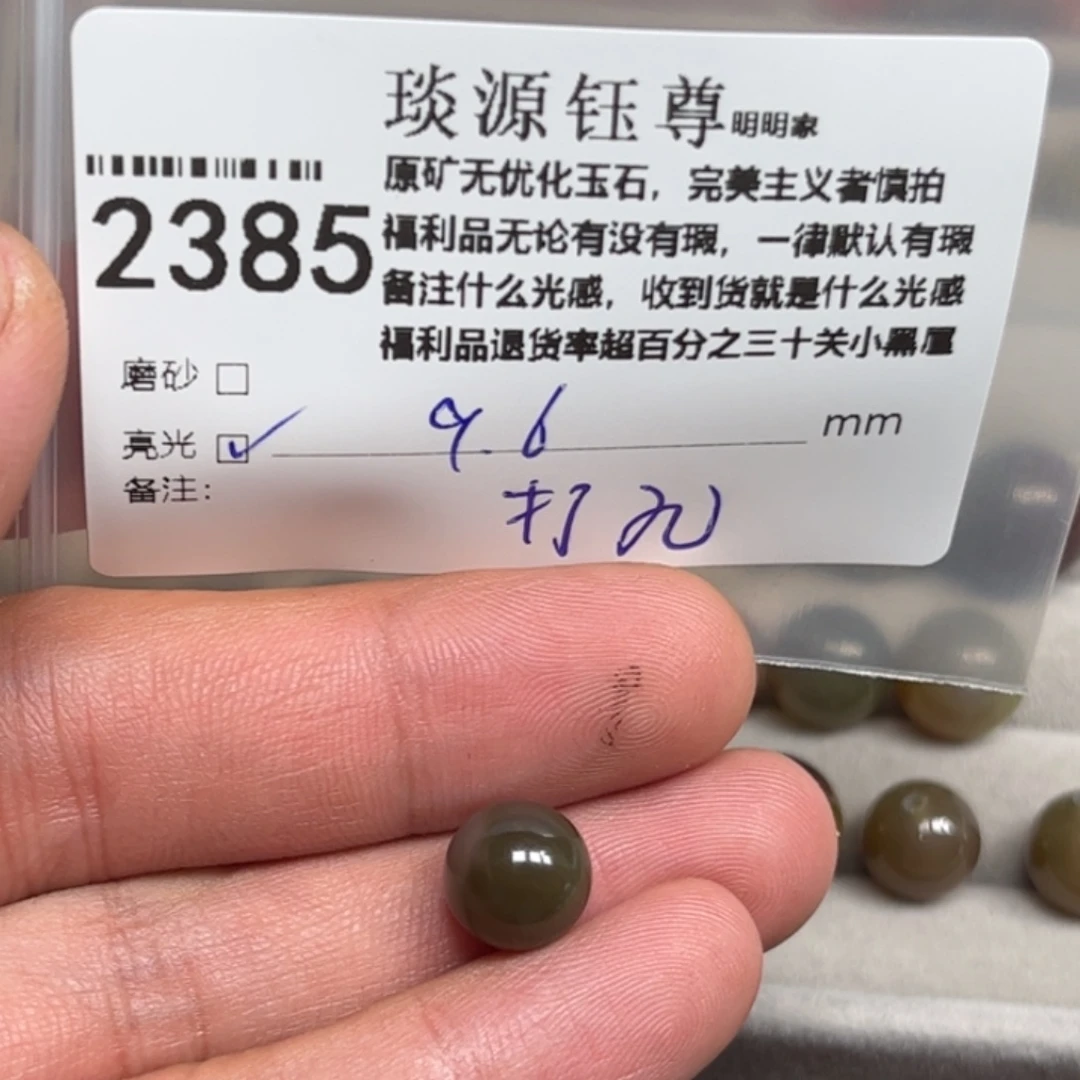 琰源钰尊明明家
原矿无优化玉石，完美主义者慎拍
2385
福利品无论有没有瑕，一律默认有瑕
备注什么光感，收到货就是什么光感
福利品退货率超百分之三十关小黑屋
磨砂 □
亮光 ☑ 9.6 mm
备注：
打孔